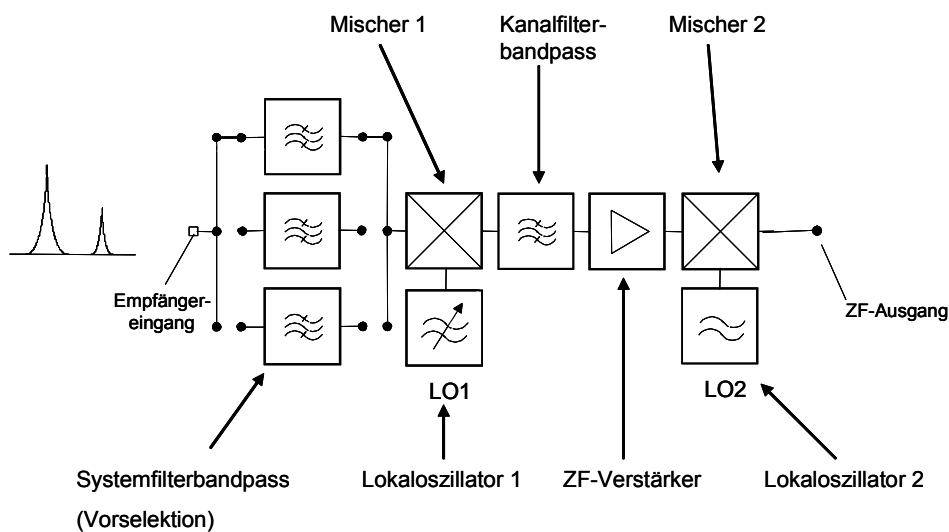 Mischer 1
Kanalfilter-
bandpass
Mischer 2
Empfänger-
eingang
ZF-Ausgang
LO1
LO2
Systemfilterbandpass
(Vorselektion)
Lokaloszillator 1
ZF-Verstärker
Lokaloszillator 2